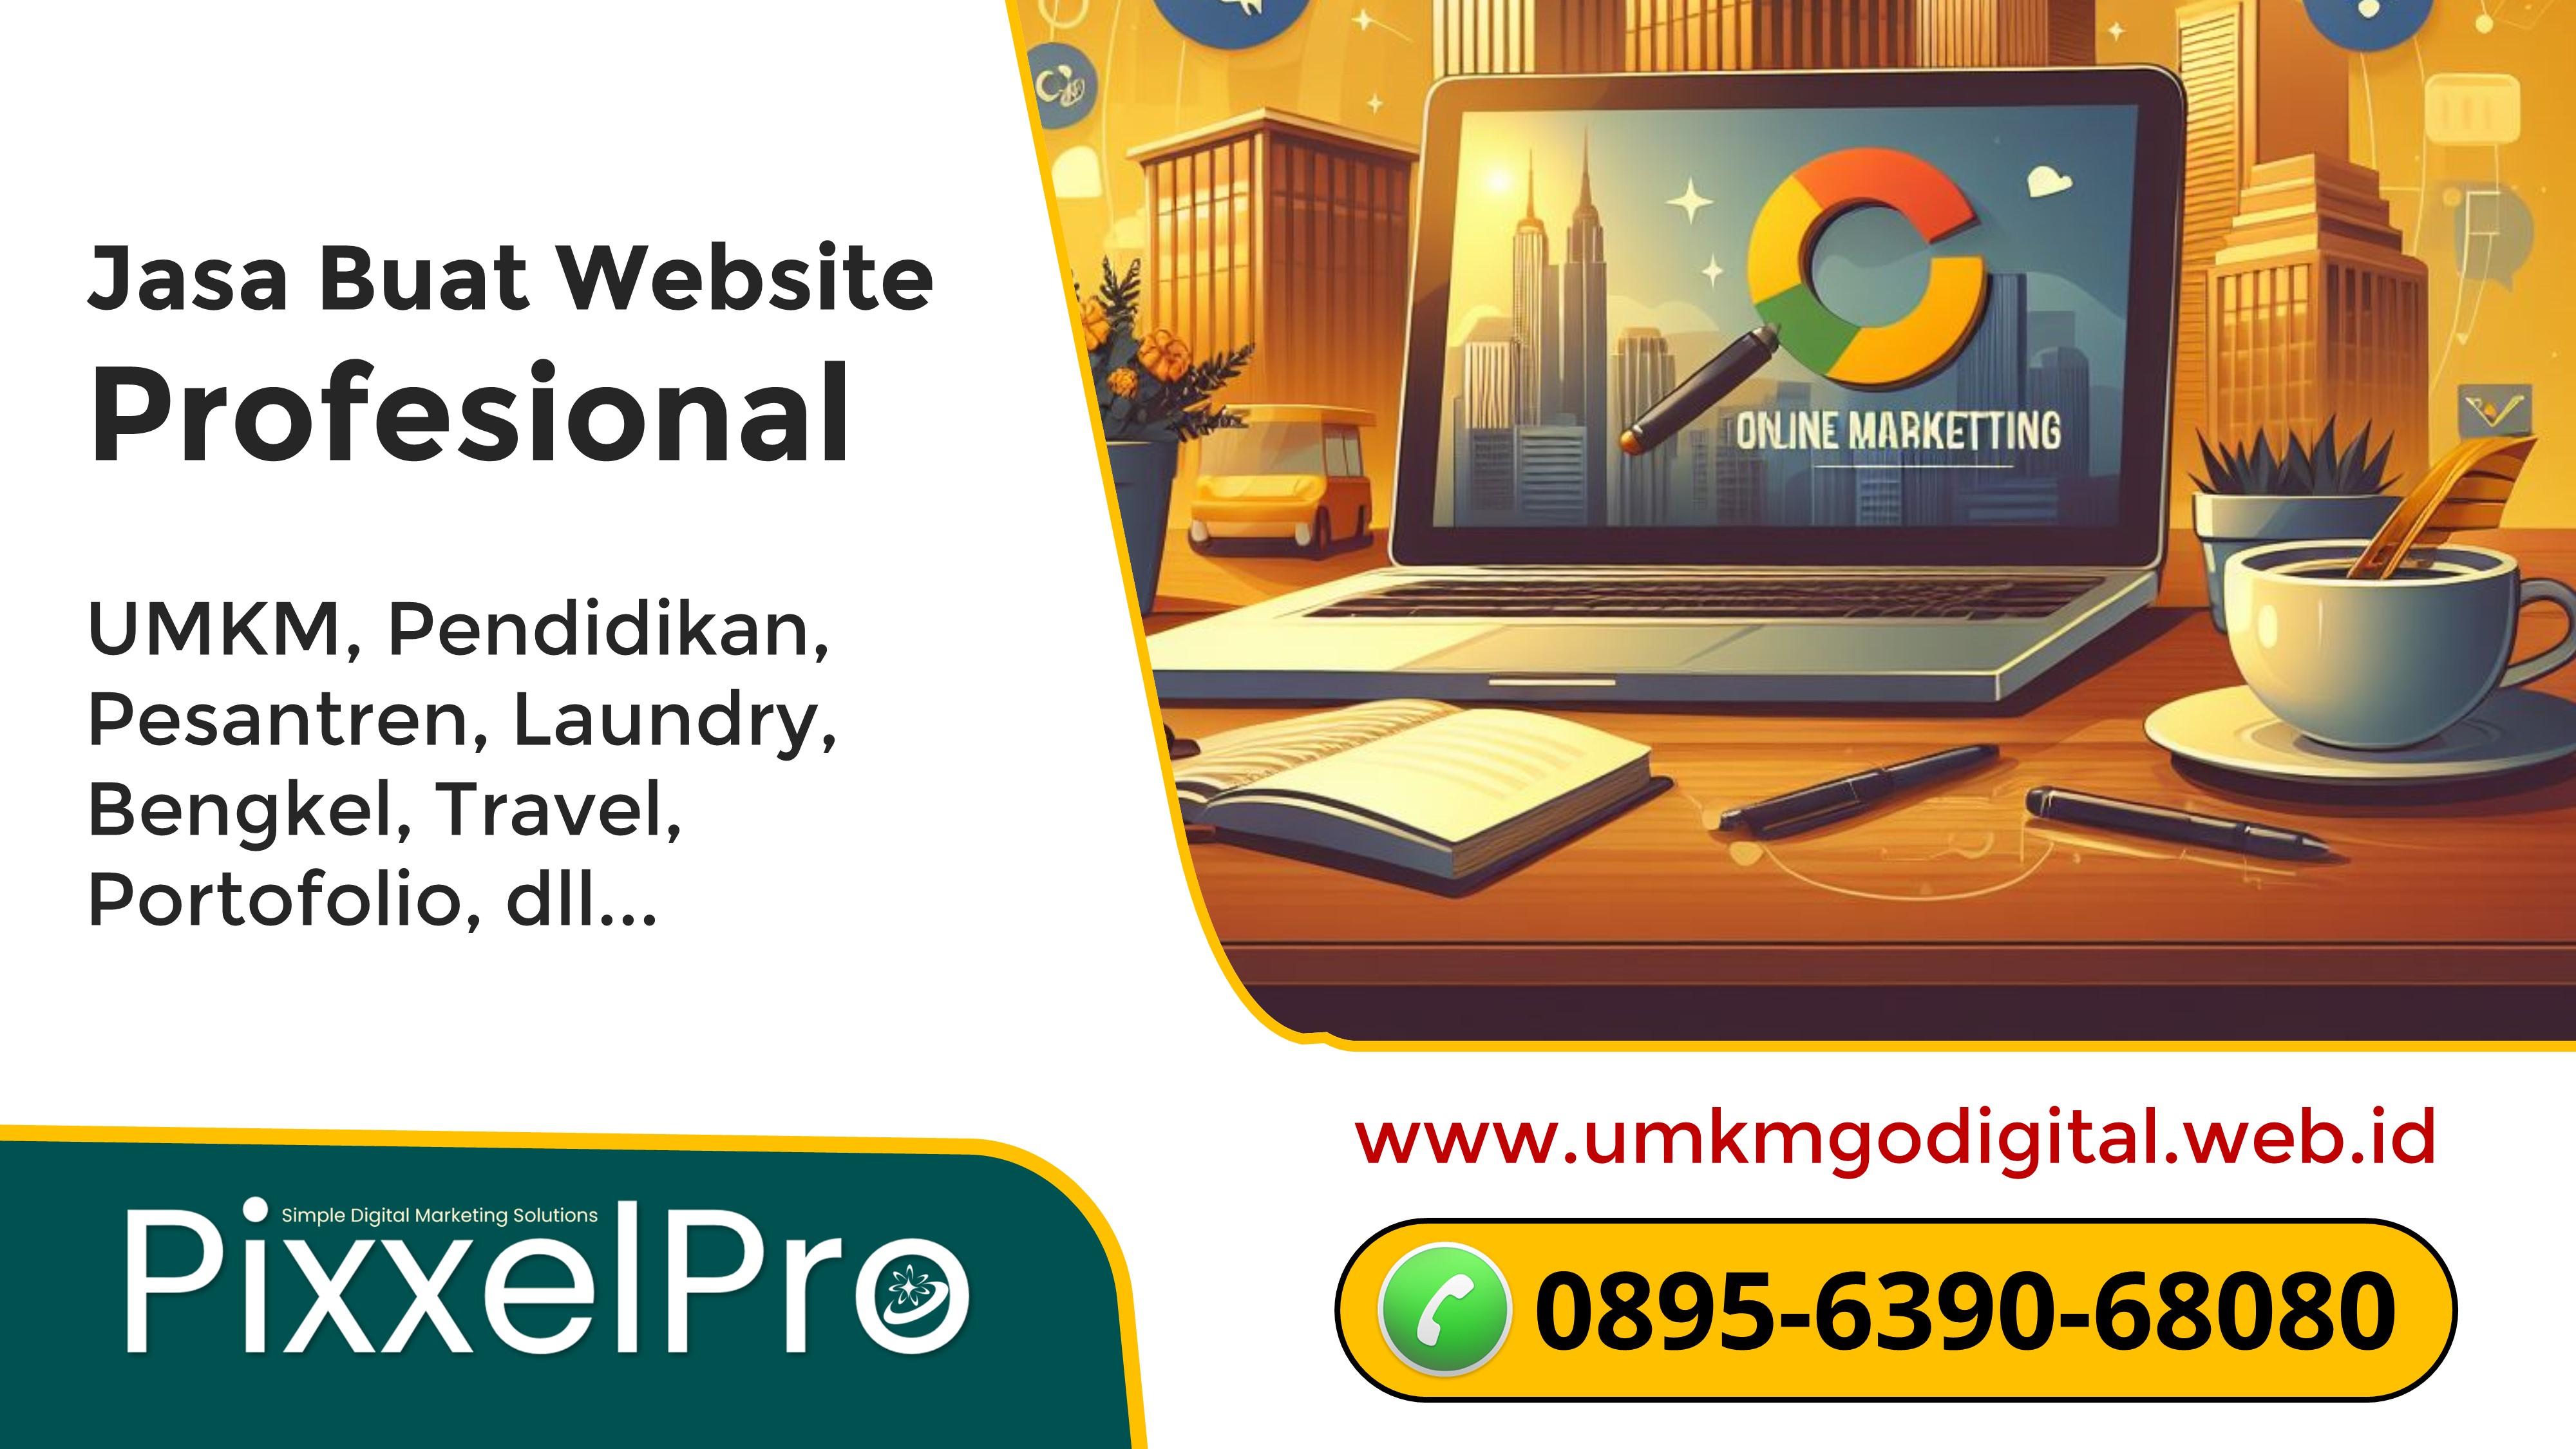 Jasa Buat Website
Profesional
UMKM, Pendidikan,
Pesantren, Laundry,
Bengkel, Travel,
Portofolio, dll...
ONLINE MARKETTING
www.umkmgodigital.web.id
Simple Digital Marketing Solutions
PixxelPro
0895-6390-68080